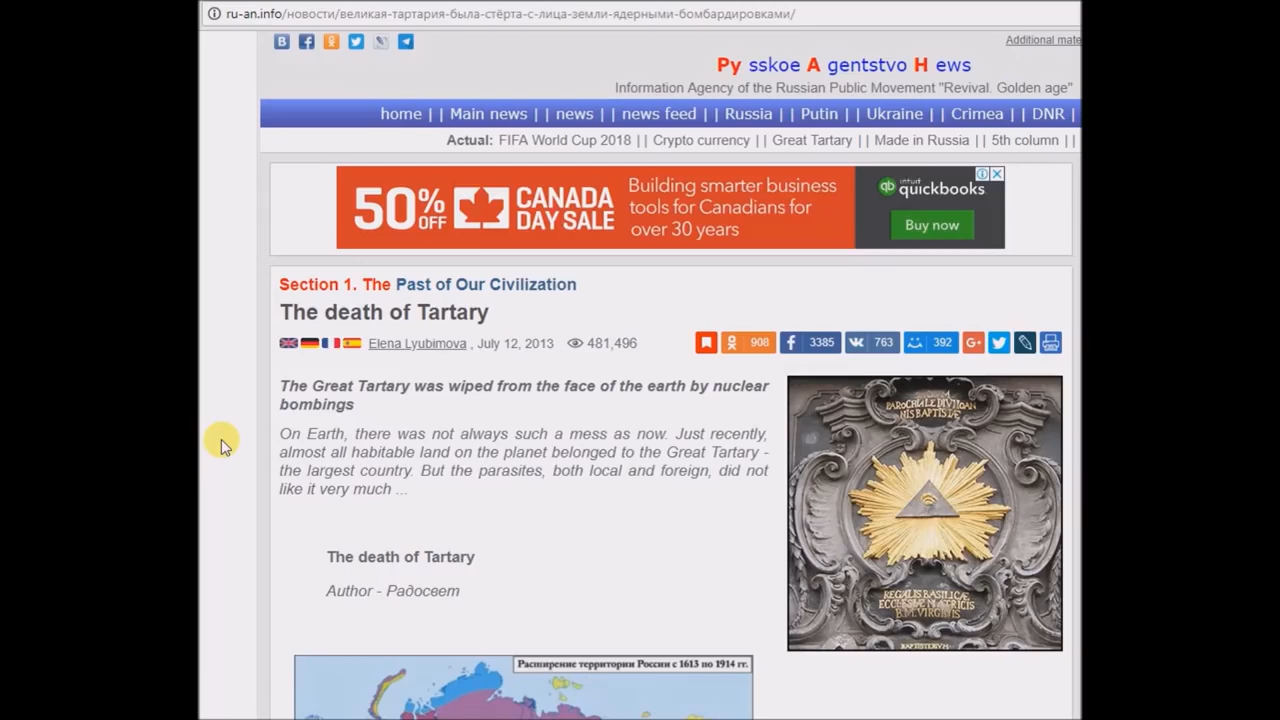 ru-an.info/новости/великая-тартария-была-стёрта-с-лица-земли-ядерными-бомбардировками/
Additional mate
Ру sskoe A gentstvo H ews
Information Agency of the Russian Public Movement "Revival. Golden age"
home | | Main news | | news | | news feed | | Russia | | Putin | | Ukraine | | Crimea | | DNR |
Actual: FIFA World Cup 2018 | | Crypto currency | | Great Tartary | | Made in Russia | | 5th column | |
50% OFF
CANADA DAY SALE
Building smarter business
tools for Canadians for
over 30 years
intuit
quickbooks
Buy now
Section 1. The Past of Our Civilization
The death of Tartary
Elena Lyubimova , July 12, 2013 481,496
908 3385 763 392 G+
The Great Tartary was wiped from the face of the earth by nuclear
bombings
On Earth, there was not always such a mess as now. Just recently,
almost all habitable land on the planet belonged to the Great Tartary -
the largest country. But the parasites, both local and foreign, did not
like it very much ...
The death of Tartary
Author - Радосвет
PAROCHIALE DIVI IOAN
NIS BAPTISTÆ
REGALIS BASILICÆ
ECCLESIÆ MATRICIS
B.M. VIRGINIS
BAPTISTERIVM
Расширение территории России с 1613 по 1914 гг.